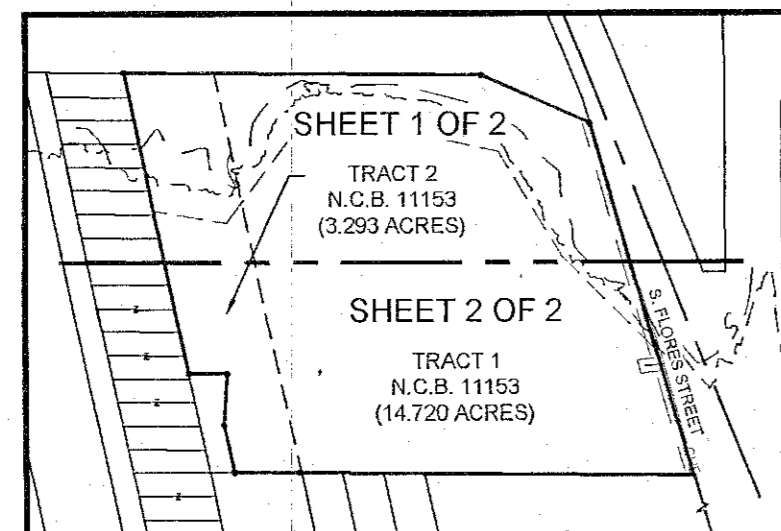 SHEET 1 OF 2
TRACT 2
N.C.B. 11153
(3.293 ACRES)
SHEET 2 OF 2
TRACT 1
N.C.B. 11153
(14.720 ACRES)
S. FLORES STREET